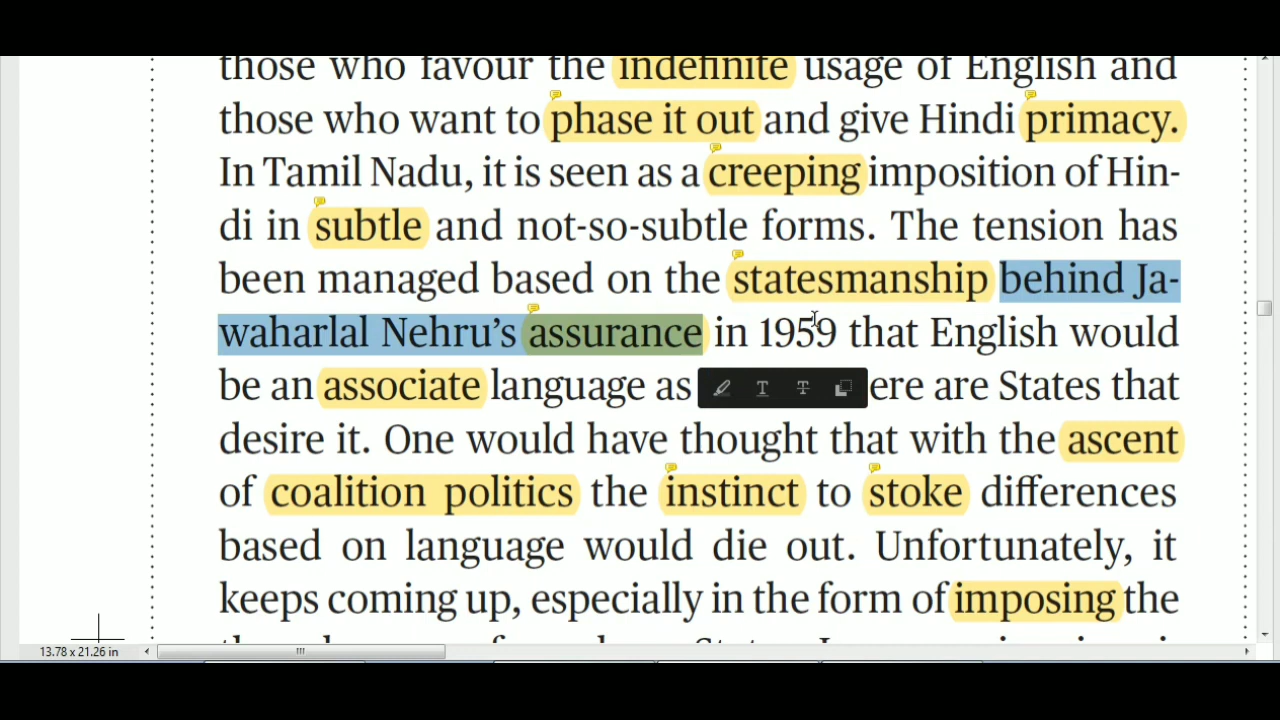 those who favour the indefinite usage of English and
those who want to phase it out and give Hindi primacy.
In Tamil Nadu, it is seen as a creeping imposition of Hin-
di in subtle and not-so-subtle forms. The tension has
been managed based on the statesmanship behind Ja-
waharlal Nehru's assurance in 1959 that English would
be an associate language as ere are States that
desire it. One would have thought that with the ascent
of coalition politics the instinct to stoke differences
based on language would die out. Unfortunately, it
keeps coming up, especially in the form of imposing the
13.78 x 21.26 in